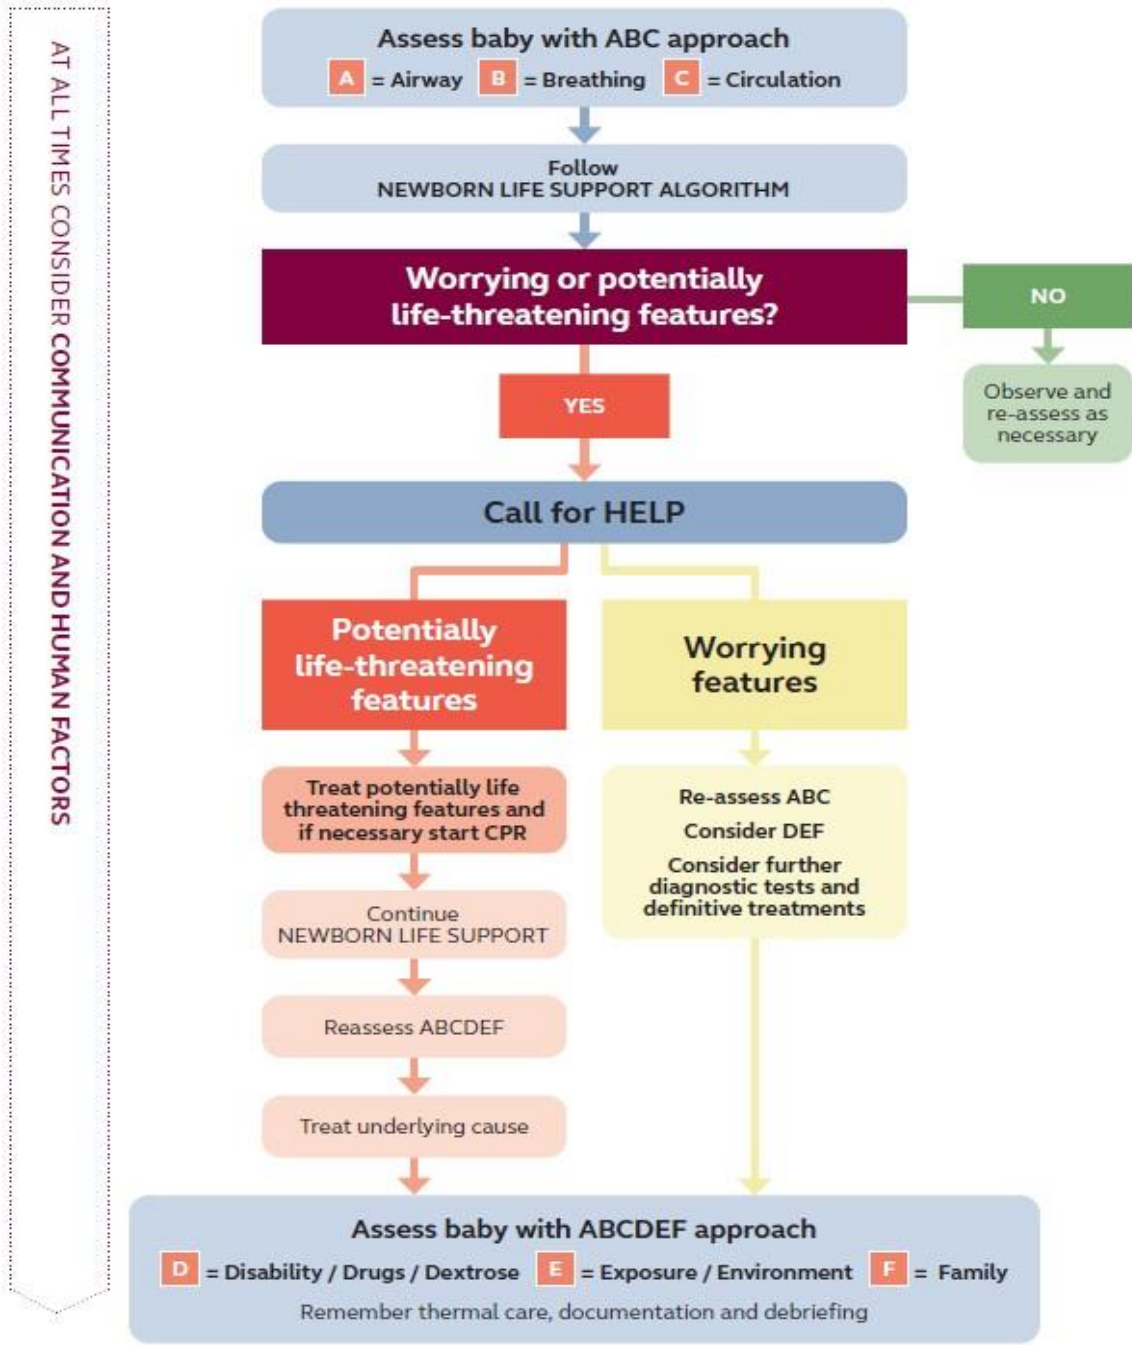 AT ALL TIMES CONSIDER COMMUNICATION AND HUMAN FACTORS
Assess baby with ABC approach
A = Airway B = Breathing C = Circulation
Follow
NEWBORN LIFE SUPPORT ALGORITHM
Worrying or potentially
life-threatening features?
NO
Observe and
re-assess as
necessary
YES
Call for HELP
Potentially
life-threatening
features
Treat potentially life
threatening features and
if necessary start CPR
Continue
NEWBORN LIFE SUPPORT
Reassess ABCDEF
Treat underlying cause
Worrying
features
Re-assess ABC
Consider DEF
Consider further
diagnostic tests and
definitive treatments
Assess baby with ABCDEF approach
D = Disability / Drugs / Dextrose E = Exposure / Environment F = Family
Remember thermal care, documentation and debriefing